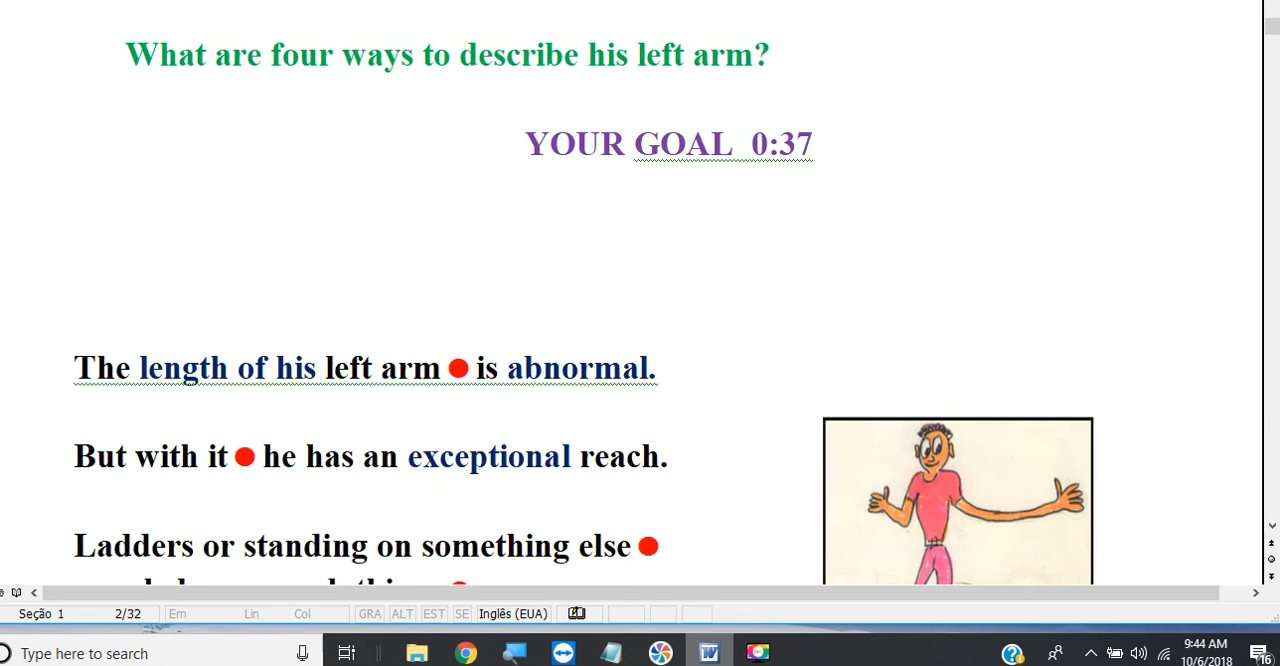 What are four ways to describe his left arm?
YOUR GOAL 0:37
The length of his left arm is abnormal.
But with it he has an exceptional reach.
Ladders or standing on something else
Seção 1 2/32 Em Lin Col GRA ALT EST SE Inglês (EUA)
Type here to search
9:44 AM
10/6/2018
16